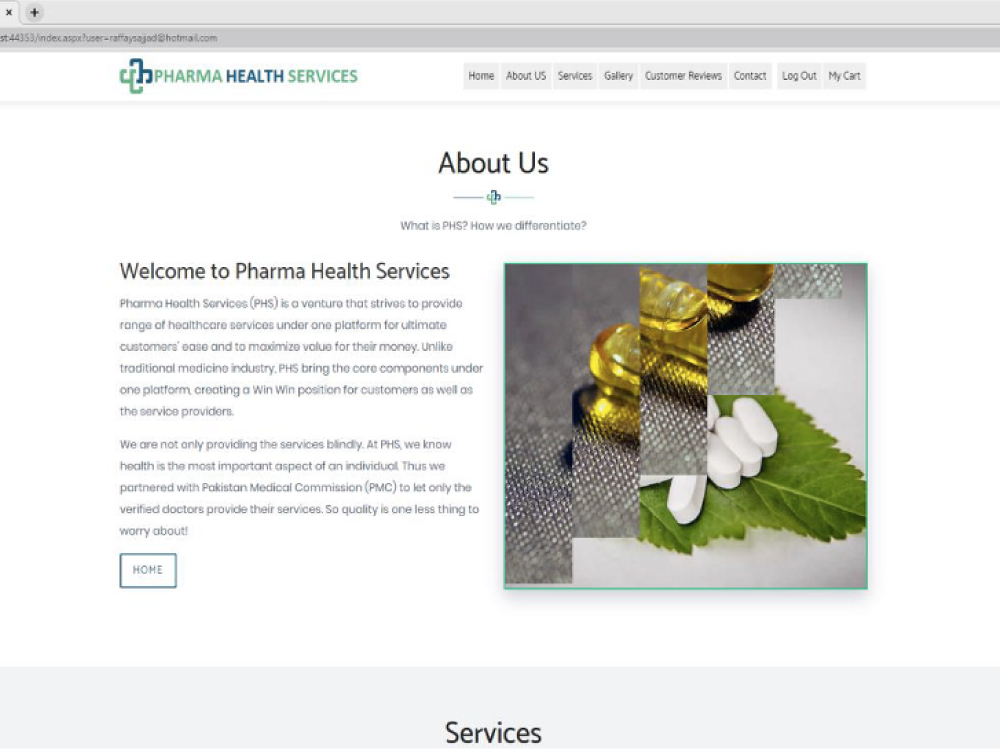 ×
+
st:44353/index.aspx?user=raffaysajjad@hotmail.com
PHARMA HEALTH SERVICES
Home About US Services Gallery Customer Reviews Contact Log Out My Cart
About Us
What is PHS? How we differentiate?
Welcome to Pharma Health Services
Pharma Health Services (PHS) is a venture that strives to provide
range of healthcare services under one platform for ultimate
customers' ease and to maximize value for their money. Unlike
traditional medicine industry, PHS bring the core components under
one platform, creating a Win Win position for customers as well as
the service providers.
We are not only providing the services blindly. At PHS, we know
health is the most important aspect of an individual. Thus we
partnered with Pakistan Medical Commission (PMC) to let only the
verified doctors provide their services. So quality is one less thing to
worry about!
HOME
Services